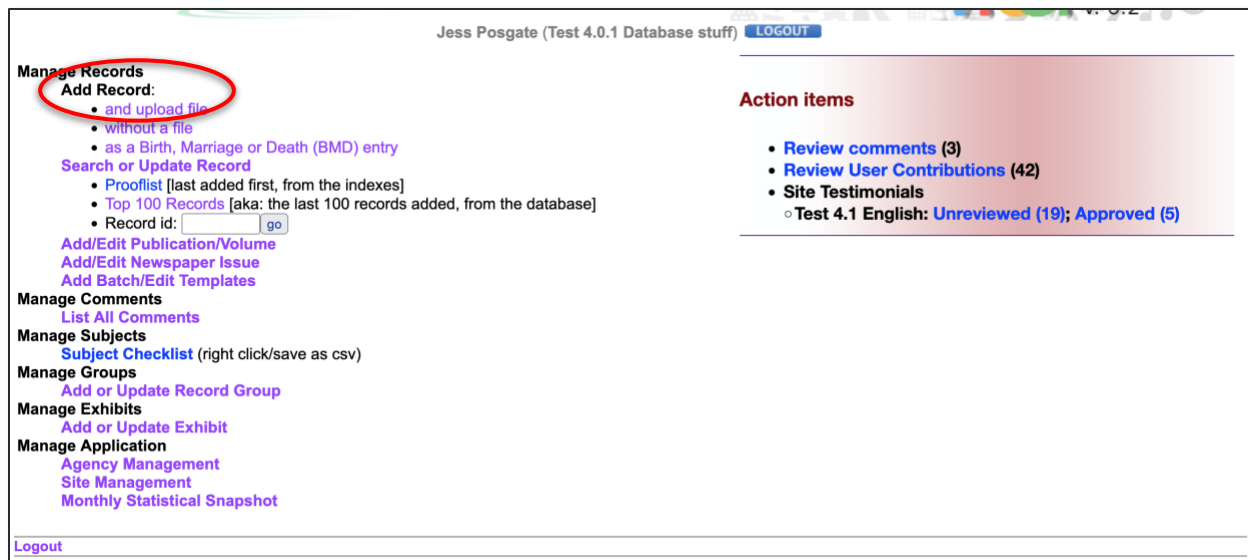 Jess Posgate (Test 4.0.1 Database stuff) LOGOUT
Manage Records
Add Record:
• and upload file
• without a file
• as a Birth, Marriage or Death (BMD) entry
Search or Update Record
• Prooflist [last added first, from the indexes]
• Top 100 Records [aka: the last 100 records added, from the database]
• Record id: go
Add/Edit Publication/Volume
Add/Edit Newspaper Issue
Add Batch/Edit Templates
Manage Comments
List All Comments
Manage Subjects
Subject Checklist (right click/save as csv)
Manage Groups
Add or Update Record Group
Manage Exhibits
Add or Update Exhibit
Manage Application
Agency Management
Site Management
Monthly Statistical Snapshot
Logout
Action items
• Review comments (3)
• Review User Contributions (42)
• Site Testimonials
○ Test 4.1 English: Unreviewed (19); Approved (5)